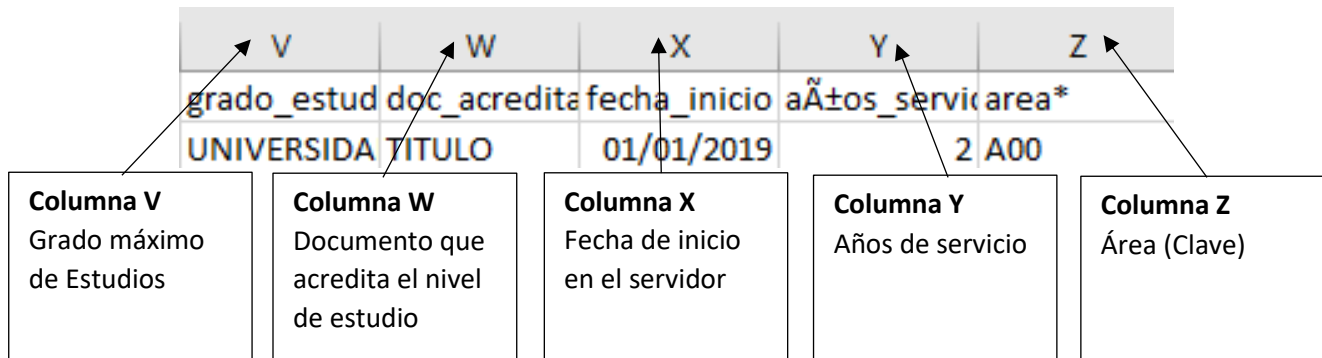 V W X Y Z
grado_estud doc_acredita fecha_inicio aÃ±os_servic area*
UNIVERSIDA TITULO 01/01/2019 2 A00
Columna V
Grado máximo
de Estudios
Columna W
Documento que
acredita el nivel
de estudio
Columna X
Fecha de inicio
en el servidor
Columna Y
Años de servicio
Columna Z
Área (Clave)